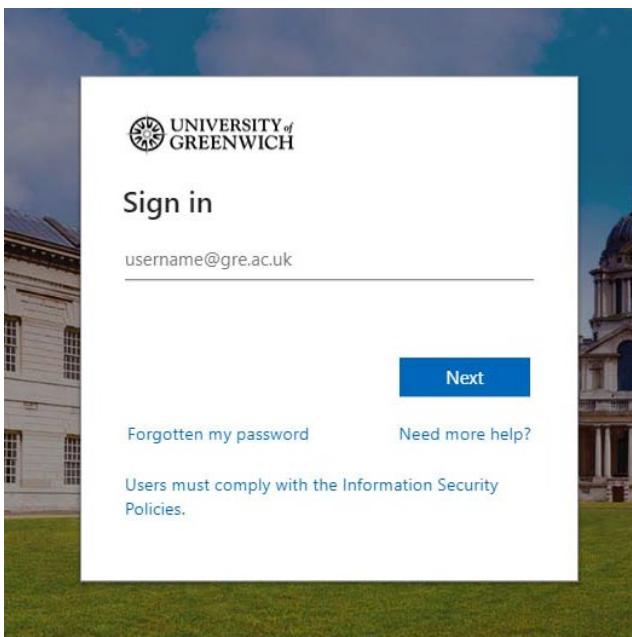 UNIVERSITY of
GREENWICH
Sign in
username@gre.ac.uk
Next
Forgotten my password
Need more help?
Users must comply with the Information Security
Policies.